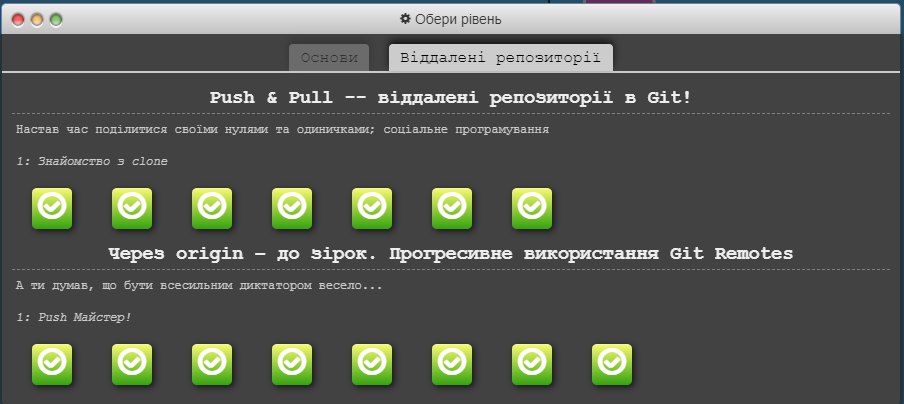 Обери рівень
Основи Віддалені репозиторії
Push & Pull -- віддалені репозиторії в Git!
Настав час поділитися своїми нулями та одиничками; соціальне програмування
1: Знайомство з clone
Через origin – до зірок. Прогресивне використання Git Remotes
А ти думав, що бути всесильним диктатором весело...
1: Push Майстер!